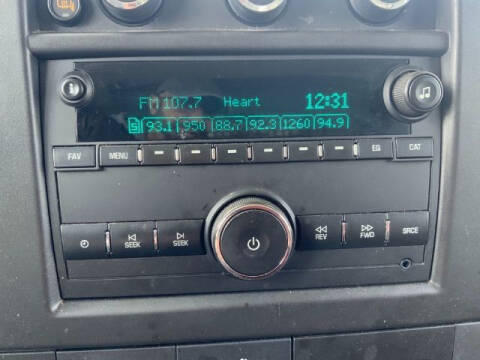 FM 107.7 Heart 12:31
5 93.1 950 88.7 92.3 1260 94.9
FAV MENU EQ CAT
SEEK SEEK REV FWD SRCE